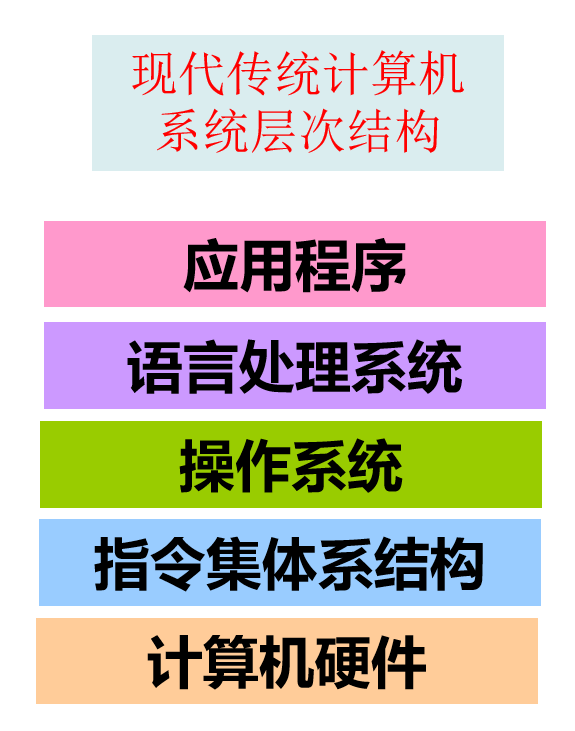 现代传统计算机
系统层次结构
应用程序
语言处理系统
操作系统
指令集体系结构
计算机硬件